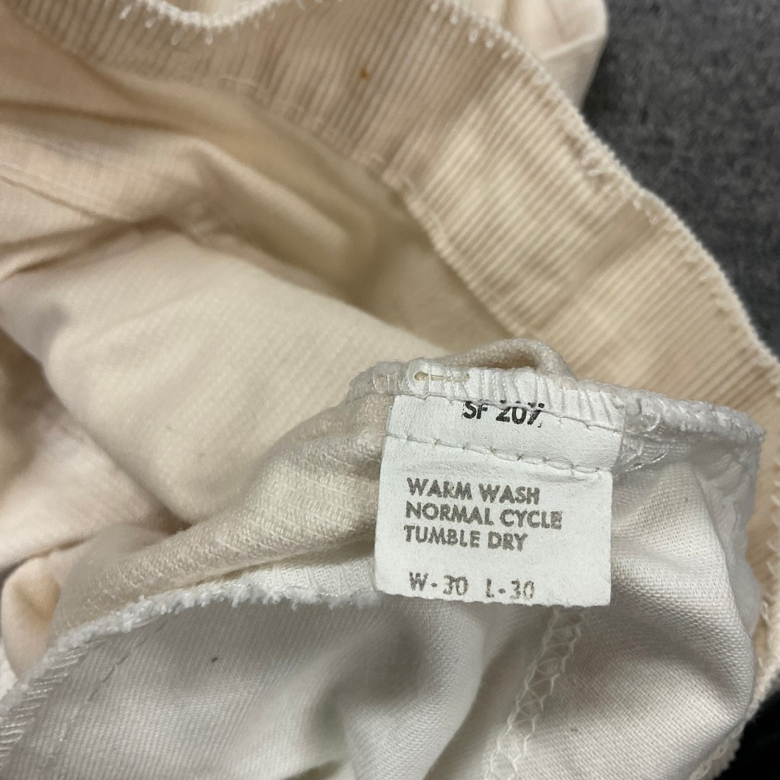 SF 207
WARM WASH
NORMAL CYCLE
TUMBLE DRY
W-30 L-30